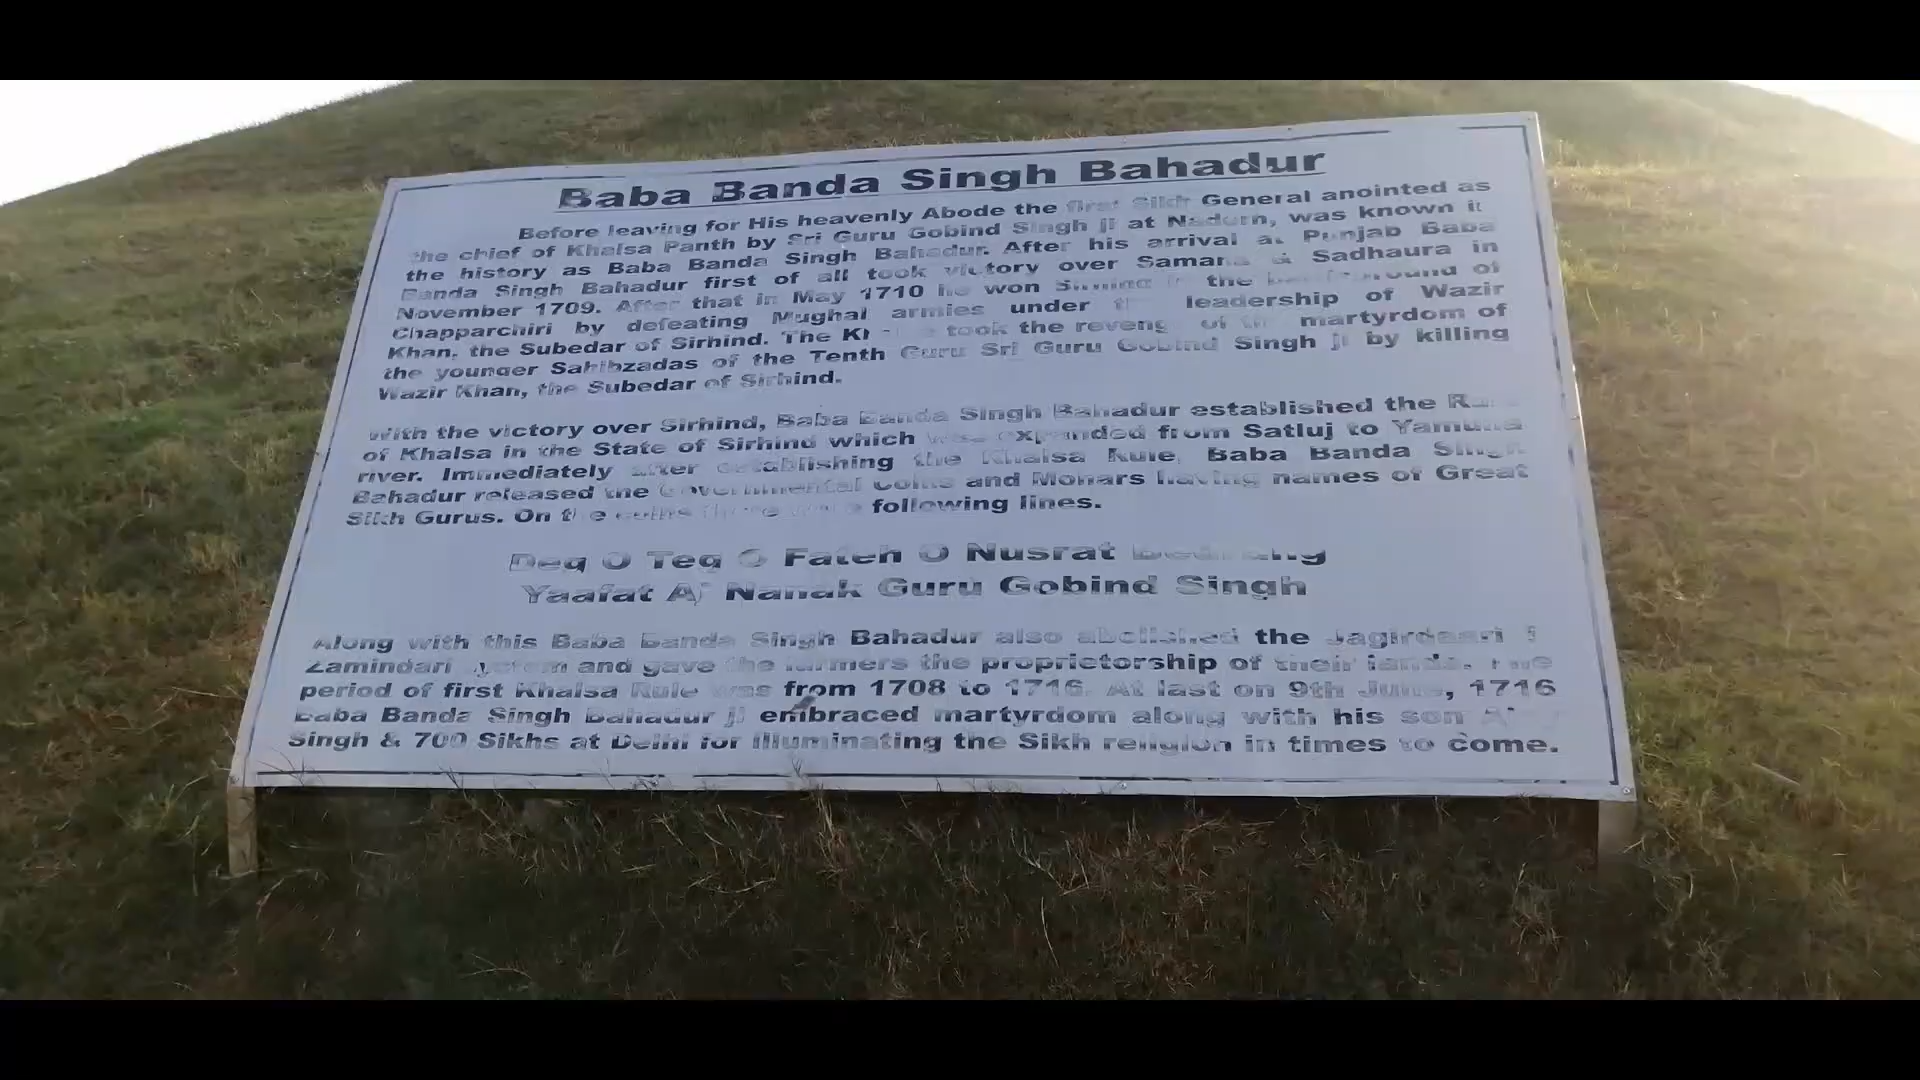 Baba Banda Singh Bahadur
Before leaving for His heavenly Abode the first Sikh General anointed as
the chief of Khalsa Panth by Sri Guru Gobind Singh ji at Nadurn, was known it
the history as Baba Banda Singh Bahadur. After his arrival at Punjab Baba
Banda Singh Bahadur first of all took victory over Samana & Sadhaura in
November 1709. After that in May 1710 he won in the of
Chapparchiri by defeating Mughal armies under leadership of Wazir
Khan, the Subedar of Sirhind. The took the revenge of martyrdom of
the younger Sahibzadas of the Tenth Guru Sri Guru Gobind Singh ji by killing
Wazir Khan, the Subedar of Sirhind.
With the victory over Sirhind, Baba Banda Singh Bahadur established the
of Khalsa in the State of Sirhind which was expanded from Satluj to Yamuna
river. Immediately after establishing the Khalsa Rule, Baba Banda Singh
Bahadur released the Governmental coins and Mohars having names of Great
Sikh Gurus. On the coins there following lines.
Deg O Teg O Fateh O Nusrat
Yaafat Nanak Guru Gobind Singh
Along with this Baba Banda Singh Bahadur also abolished the Jagirdaari
Zamindari system and gave the farmers the proprietorship of their lands. The
period of first Khalsa Rule was from 1708 to 1716. At last on 9th June, 1716
Baba Banda Singh Bahadur ji embraced martyrdom along with his son
Singh & 700 Sikhs at Delhi for illuminating the Sikh religion in times to come.